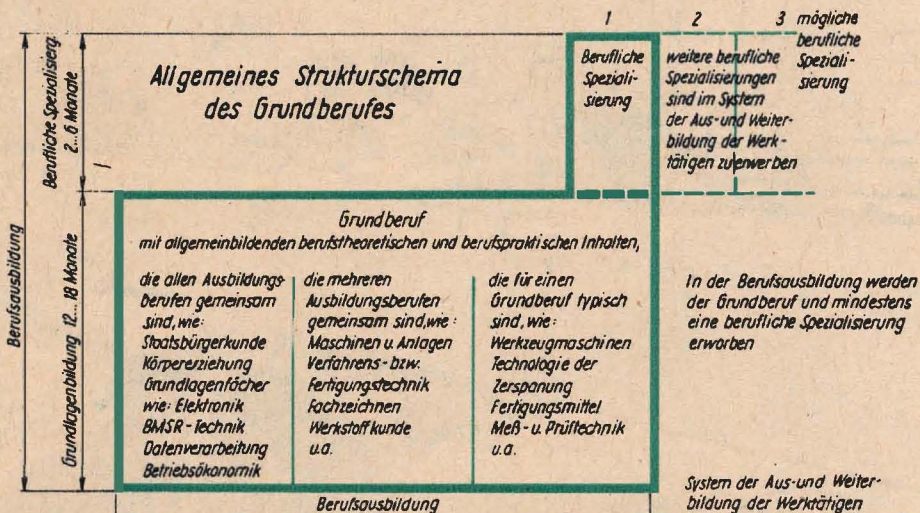 Allgemeines Strukturschema
des Grundberufes
1
2
3
mögliche
berufliche
Spezialisierung
Berufliche
Spezialisierung
weitere berufliche
Spezialisierungen
sind im System
der Aus- und Weiterbildung
der Werktätigen zu erwerben
Berufsausbildung
Berufliche Spezialisierg.
2...6 Monate
Grundlagenbildung 12...18 Monate
Grundberuf
mit allgemeinbildenden berufstheoretischen und berufspraktischen Inhalten,
die allen Ausbildungs-
berufen gemeinsam
sind, wie:
Staatsbürgerkunde
Körpererziehung
Grundlagenfächer
wie: Elektronik
BMSR-Technik
Datenverarbeitung
Betriebsökonomik
die mehreren
Ausbildungsberufen
gemeinsam sind, wie:
Maschinen u. Anlagen
Verfahrens- bzw.
Fertigungstechnik
Fachzeichnen
Werkstoffkunde
u.a.
die für einen
Grundberuf typisch
sind, wie:
Werkzeugmaschinen
Technologie der
Zerspanung
Fertigungsmittel
Meß- u. Prüftechnik
u.a.
In der Berufsausbildung werden
der Grundberuf und mindestens
eine berufliche Spezialisierung
erworben
Berufsausbildung
System der Aus- und Weiter-
bildung der Werktätigen